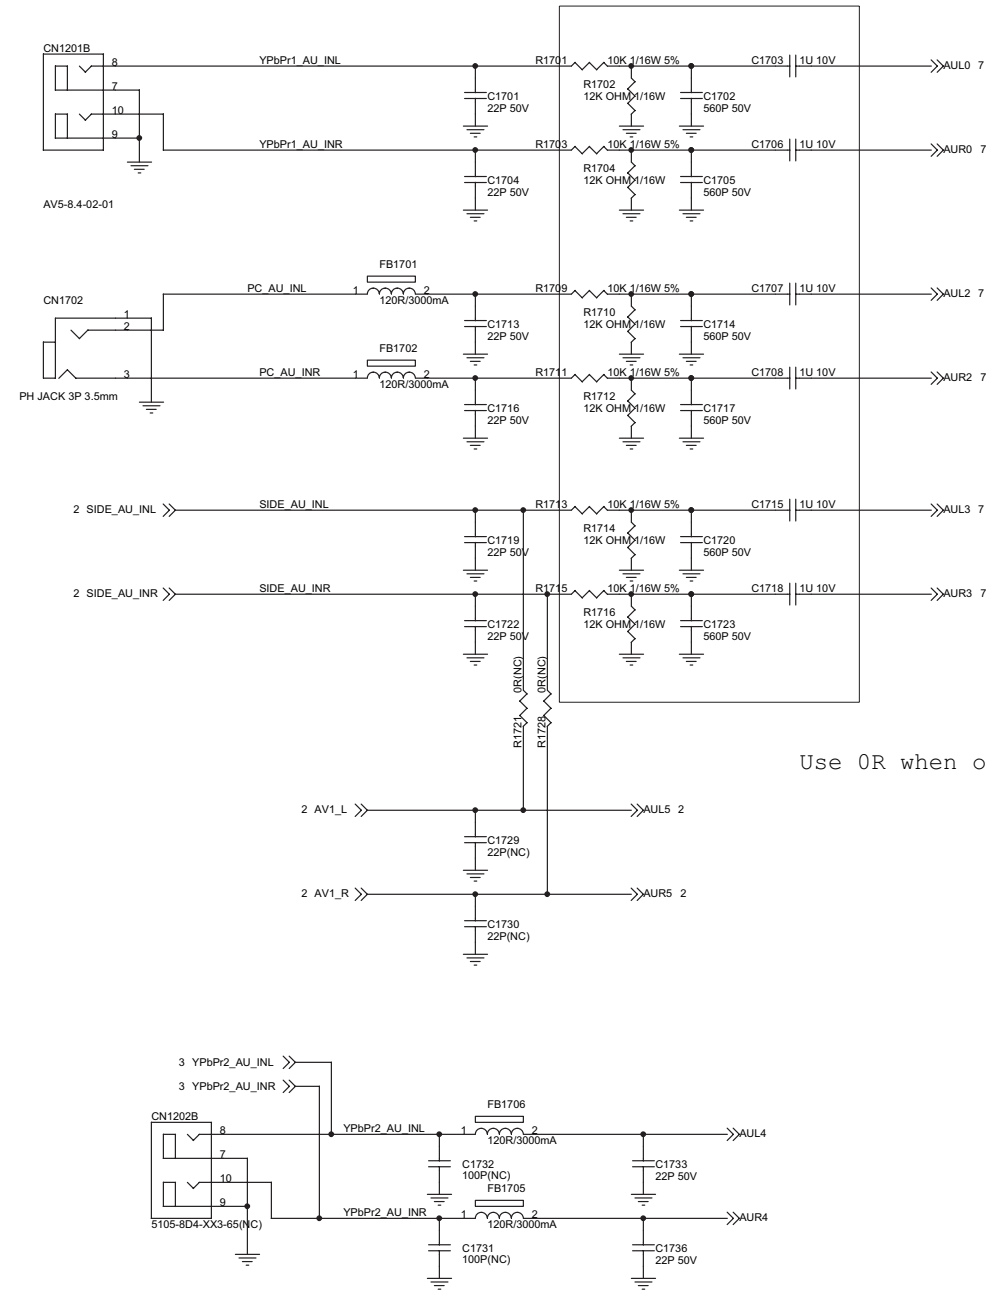 CN1201B
8
YPbPr1_AU_INL
R1701
10K 1/16W 5%
C1703
1U 10V
AUL0 7
7
C1701
22P 50V
R1702
12K OHM 1/16W
C1702
560P 50V
10
9
YPbPr1_AU_INR
R1703
10K 1/16W 5%
C1706
1U 10V
AUR0 7
C1704
22P 50V
R1704
12K OHM 1/16W
C1705
560P 50V
AV5-8.4-02-01
FB1701
CN1702
PC_AU_INL
1
2
120R/3000mA
R1709
10K 1/16W 5%
C1707
1U 10V
AUL2 7
1
2
C1713
22P 50V
R1710
12K OHM 1/16W
C1714
560P 50V
FB1702
3
PC_AU_INR
1
2
120R/3000mA
R1711
10K 1/16W 5%
C1708
1U 10V
AUR2 7
PH JACK 3P 3.5mm
C1716
22P 50V
R1712
12K OHM 1/16W
C1717
560P 50V
2 SIDE_AU_INL
SIDE_AU_INL
R1713
10K 1/16W 5%
C1715
1U 10V
AUL3 7
C1719
22P 50V
R1714
12K OHM 1/16W
C1720
560P 50V
2 SIDE_AU_INR
SIDE_AU_INR
R1715
10K 1/16W 5%
C1718
1U 10V
AUR3 7
C1722
22P 50V
R1716
12K OHM 1/16W
C1723
560P 50V
R1721 0R(NC)
R1728 0R(NC)
Use 0R when o
2 AV1_L
AUL5 2
C1729
22P(NC)
2 AV1_R
AUR5 2
C1730
22P(NC)
3 YPbPr2_AU_INL
3 YPbPr2_AU_INR
CN1202B
FB1706
8
YPbPr2_AU_INL
1
2
120R/3000mA
AUL4
7
C1732
100P(NC)
C1733
22P 50V
10
FB1705
9
YPbPr2_AU_INR
1
2
120R/3000mA
AUR4
5105-8D4-XX3-65(NC)
C1731
100P(NC)
C1736
22P 50V